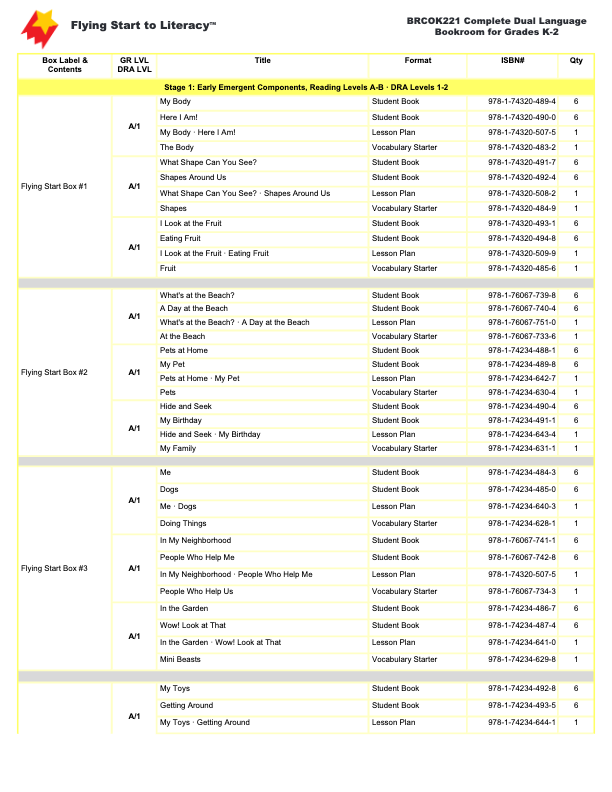 Flying Start to Literacy™
BRCOK221 Complete Dual Language
Bookroom for Grades K-2
Box Label & Contents GR LVL DRA LVL Title Format ISBN# Qty
Stage 1: Early Emergent Components, Reading Levels A-B · DRA Levels 1-2
Flying Start Box #1
A/1
My Body Student Book 978-1-74320-489-4 6
Here I Am! Student Book 978-1-74320-490-0 6
My Body · Here I Am! Lesson Plan 978-1-74320-507-5 1
The Body Vocabulary Starter 978-1-74320-483-2 1
A/1
What Shape Can You See? Student Book 978-1-74320-491-7 6
Shapes Around Us Student Book 978-1-74320-492-4 6
What Shape Can You See? · Shapes Around Us Lesson Plan 978-1-74320-508-2 1
Shapes Vocabulary Starter 978-1-74320-484-9 1
A/1
I Look at the Fruit Student Book 978-1-74320-493-1 6
Eating Fruit Student Book 978-1-74320-494-8 6
I Look at the Fruit · Eating Fruit Lesson Plan 978-1-74320-509-9 1
Fruit Vocabulary Starter 978-1-74320-485-6 1
Flying Start Box #2
A/1
What's at the Beach? Student Book 978-1-76067-739-8 6
A Day at the Beach Student Book 978-1-76067-740-4 6
What's at the Beach? · A Day at the Beach Lesson Plan 978-1-76067-751-0 1
At the Beach Vocabulary Starter 978-1-76067-733-6 1
A/1
Pets at Home Student Book 978-1-74234-488-1 6
My Pet Student Book 978-1-74234-489-8 6
Pets at Home · My Pet Lesson Plan 978-1-74234-642-7 1
Pets Vocabulary Starter 978-1-74234-630-4 1
A/1
Hide and Seek Student Book 978-1-74234-490-4 6
My Birthday Student Book 978-1-74234-491-1 6
Hide and Seek · My Birthday Lesson Plan 978-1-74234-643-4 1
My Family Vocabulary Starter 978-1-74234-631-1 1
Flying Start Box #3
A/1
Me Student Book 978-1-74234-484-3 6
Dogs Student Book 978-1-74234-485-0 6
Me · Dogs Lesson Plan 978-1-74234-640-3 1
Doing Things Vocabulary Starter 978-1-74234-628-1 1
A/1
In My Neighborhood Student Book 978-1-76067-741-1 6
People Who Help Me Student Book 978-1-76067-742-8 6
In My Neighborhood · People Who Help Me Lesson Plan 978-1-74320-507-5 1
People Who Help Us Vocabulary Starter 978-1-76067-734-3 1
A/1
In the Garden Student Book 978-1-74234-486-7 6
Wow! Look at That Student Book 978-1-74234-487-4 6
In the Garden · Wow! Look at That Lesson Plan 978-1-74234-641-0 1
Mini Beasts Vocabulary Starter 978-1-74234-629-8 1
A/1
My Toys Student Book 978-1-74234-492-8 6
Getting Around Student Book 978-1-74234-493-5 6
My Toys · Getting Around Lesson Plan 978-1-74234-644-1 1